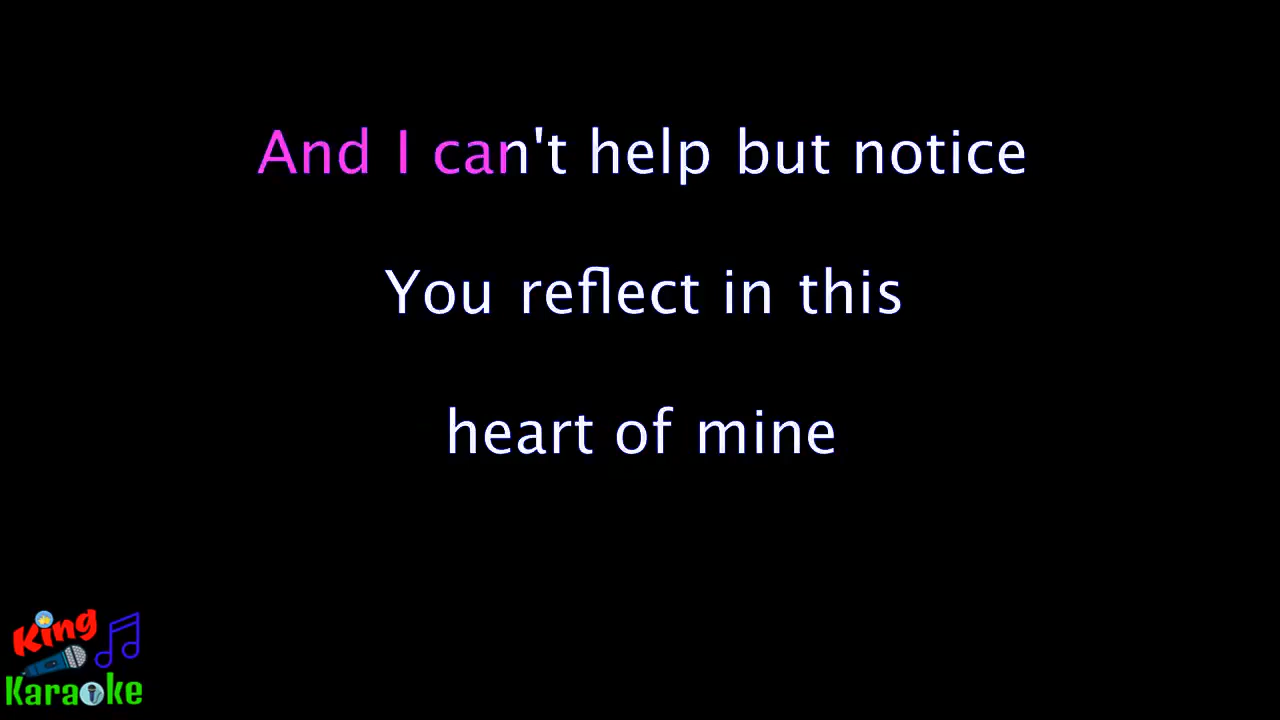 And I can't help but notice
You reflect in this
heart of mine
King
Karaoke